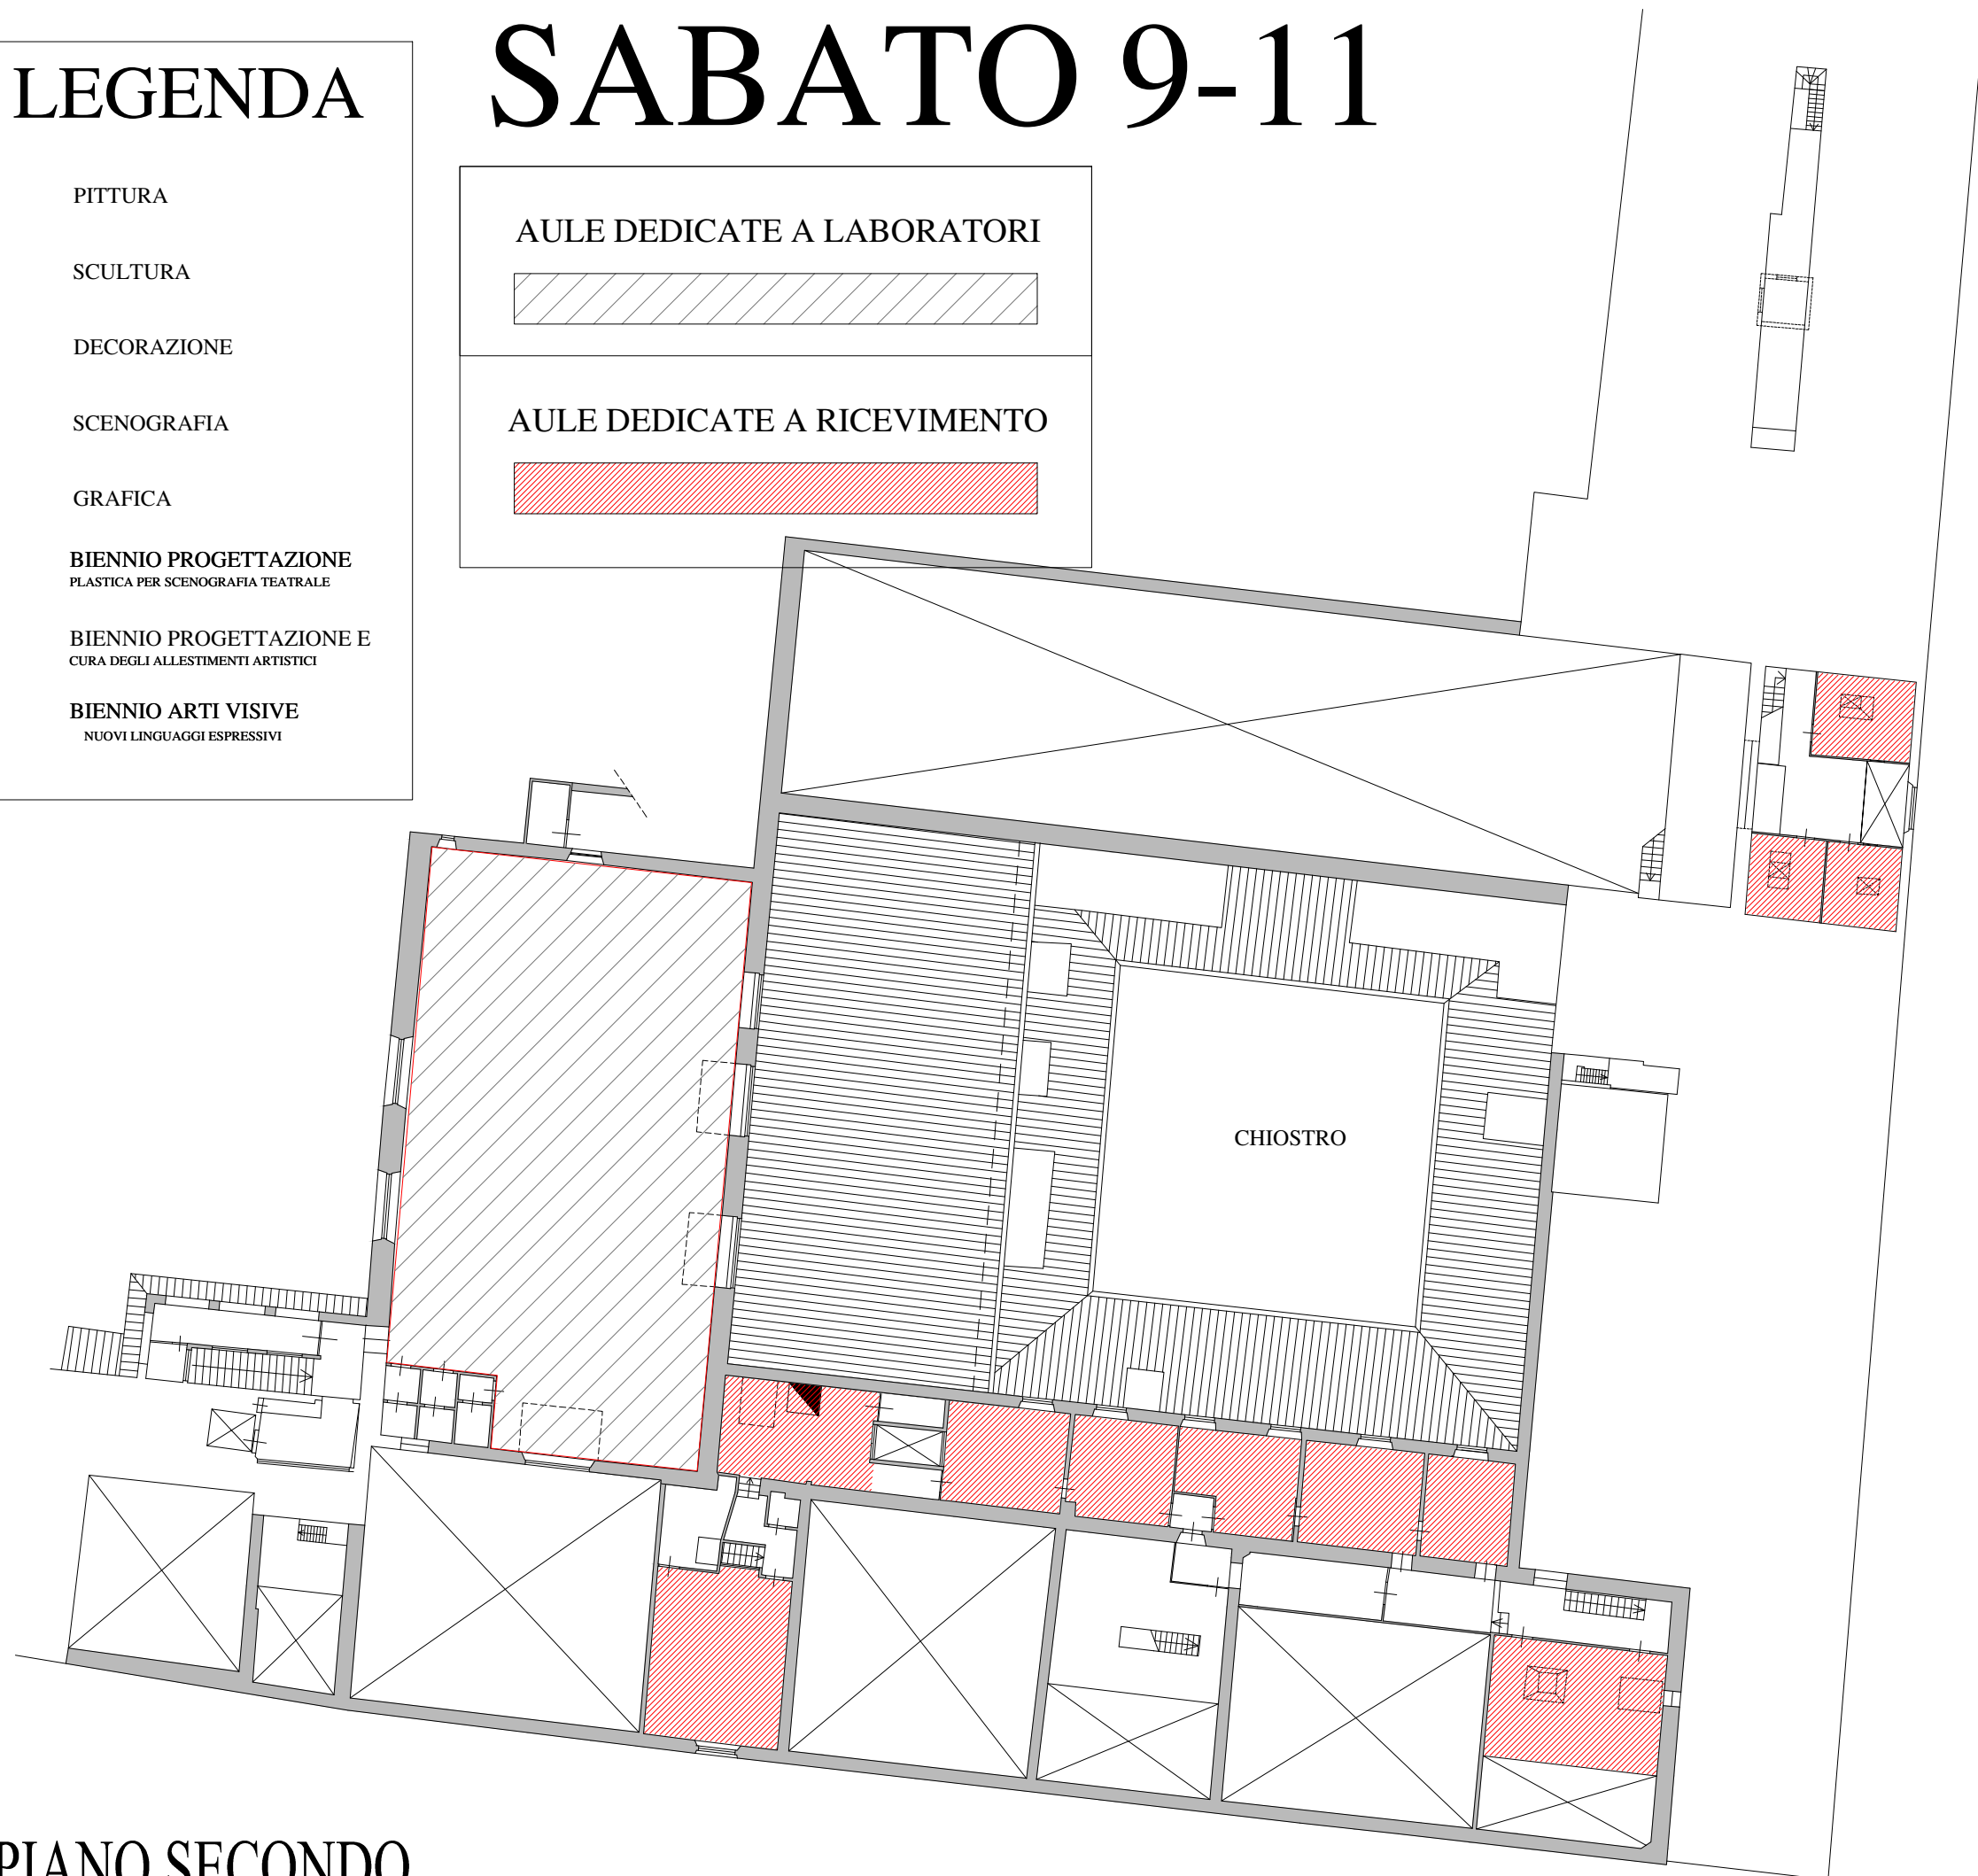 SABATO 9-11
LEGENDA
PITTURA
SCULTURA
DECORAZIONE
SCENOGRAFIA
GRAFICA
BIENNIO PROGETTAZIONE
PLASTICA PER SCENOGRAFIA TEATRALE
BIENNIO PROGETTAZIONE E
CURA DEGLI ALLESTIMENTI ARTISTICI
BIENNIO ARTI VISIVE
NUOVI LINGUAGGI ESPRESSIVI
AULE DEDICATE A LABORATORI
AULE DEDICATE A RICEVIMENTO
CHIOSTRO
PIANO SECONDO